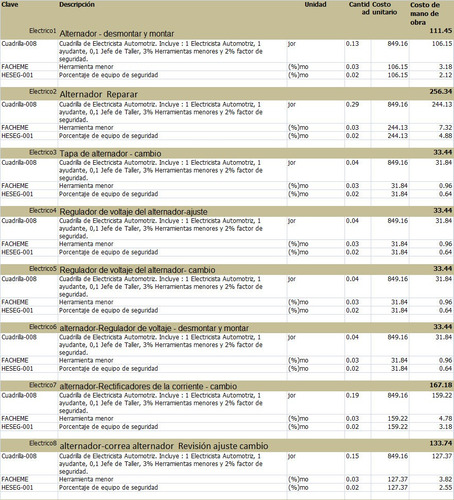 Clave Descripción Unidad Cantid ad Costo unitario Costo de mano de obra
Electrico1 Alternador - desmontar y montar 111.45
Cuadrilla-008 Cuadrilla de Electricista Automotriz. Incluye : 1 Electricista Automotriz, 1 jor 0.13 849.16 106.15
ayudante, 0,1 Jefe de Taller, 3% Herramientas menores y 2% factor de
seguridad.
FACHEME Herramienta menor (%)mo 0.03 106.15 3.18
HESEG-001 Porcentaje de equipo de seguridad (%)mo 0.02 106.15 2.12
Electrico2 Alternador Reparar 256.34
Cuadrilla-008 Cuadrilla de Electricista Automotriz. Incluye : 1 Electricista Automotriz, 1 jor 0.29 849.16 244.13
ayudante, 0,1 Jefe de Taller, 3% Herramientas menores y 2% factor de
seguridad.
FACHEME Herramienta menor (%)mo 0.03 244.13 7.32
HESEG-001 Porcentaje de equipo de seguridad (%)mo 0.02 244.13 4.88
Electrico3 Tapa de alternador - cambio 33.44
Cuadrilla-008 Cuadrilla de Electricista Automotriz. Incluye : 1 Electricista Automotriz, 1 jor 0.04 849.16 31.84
ayudante, 0,1 Jefe de Taller, 3% Herramientas menores y 2% factor de
seguridad.
FACHEME Herramienta menor (%)mo 0.03 31.84 0.96
HESEG-001 Porcentaje de equipo de seguridad (%)mo 0.02 31.84 0.64
Electrico4 Regulador de voltaje del alternador-ajuste 33.44
Cuadrilla-008 Cuadrilla de Electricista Automotriz. Incluye : 1 Electricista Automotriz, 1 jor 0.04 849.16 31.84
ayudante, 0,1 Jefe de Taller, 3% Herramientas menores y 2% factor de
seguridad.
FACHEME Herramienta menor (%)mo 0.03 31.84 0.96
HESEG-001 Porcentaje de equipo de seguridad (%)mo 0.02 31.84 0.64
Electrico5 Regulador de voltaje del alternador- cambio 33.44
Cuadrilla-008 Cuadrilla de Electricista Automotriz. Incluye : 1 Electricista Automotriz, 1 jor 0.04 849.16 31.84
ayudante, 0,1 Jefe de Taller, 3% Herramientas menores y 2% factor de
seguridad.
FACHEME Herramienta menor (%)mo 0.03 31.84 0.96
HESEG-001 Porcentaje de equipo de seguridad (%)mo 0.02 31.84 0.64
Electrico6 alternador-Regulador de voltaje - desmontar y montar 33.44
Cuadrilla-008 Cuadrilla de Electricista Automotriz. Incluye : 1 Electricista Automotriz, 1 jor 0.04 849.16 31.84
ayudante, 0,1 Jefe de Taller, 3% Herramientas menores y 2% factor de
seguridad.
FACHEME Herramienta menor (%)mo 0.03 31.84 0.96
HESEG-001 Porcentaje de equipo de seguridad (%)mo 0.02 31.84 0.64
Electrico7 alternador-Rectificadores de la corriente - cambio 167.18
Cuadrilla-008 Cuadrilla de Electricista Automotriz. Incluye : 1 Electricista Automotriz, 1 jor 0.19 849.16 159.22
ayudante, 0,1 Jefe de Taller, 3% Herramientas menores y 2% factor de
seguridad.
FACHEME Herramienta menor (%)mo 0.03 159.22 4.78
HESEG-001 Porcentaje de equipo de seguridad (%)mo 0.02 159.22 3.18
Electrico8 alternador-correa alternador Revisión ajuste cambio 133.74
Cuadrilla-008 Cuadrilla de Electricista Automotriz. Incluye : 1 Electricista Automotriz, 1 jor 0.15 849.16 127.37
ayudante, 0,1 Jefe de Taller, 3% Herramientas menores y 2% factor de
seguridad.
FACHEME Herramienta menor (%)mo 0.03 127.37 3.82
HESEG-001 Porcentaje de equipo de seguridad (%)mo 0.02 127.37 2.55